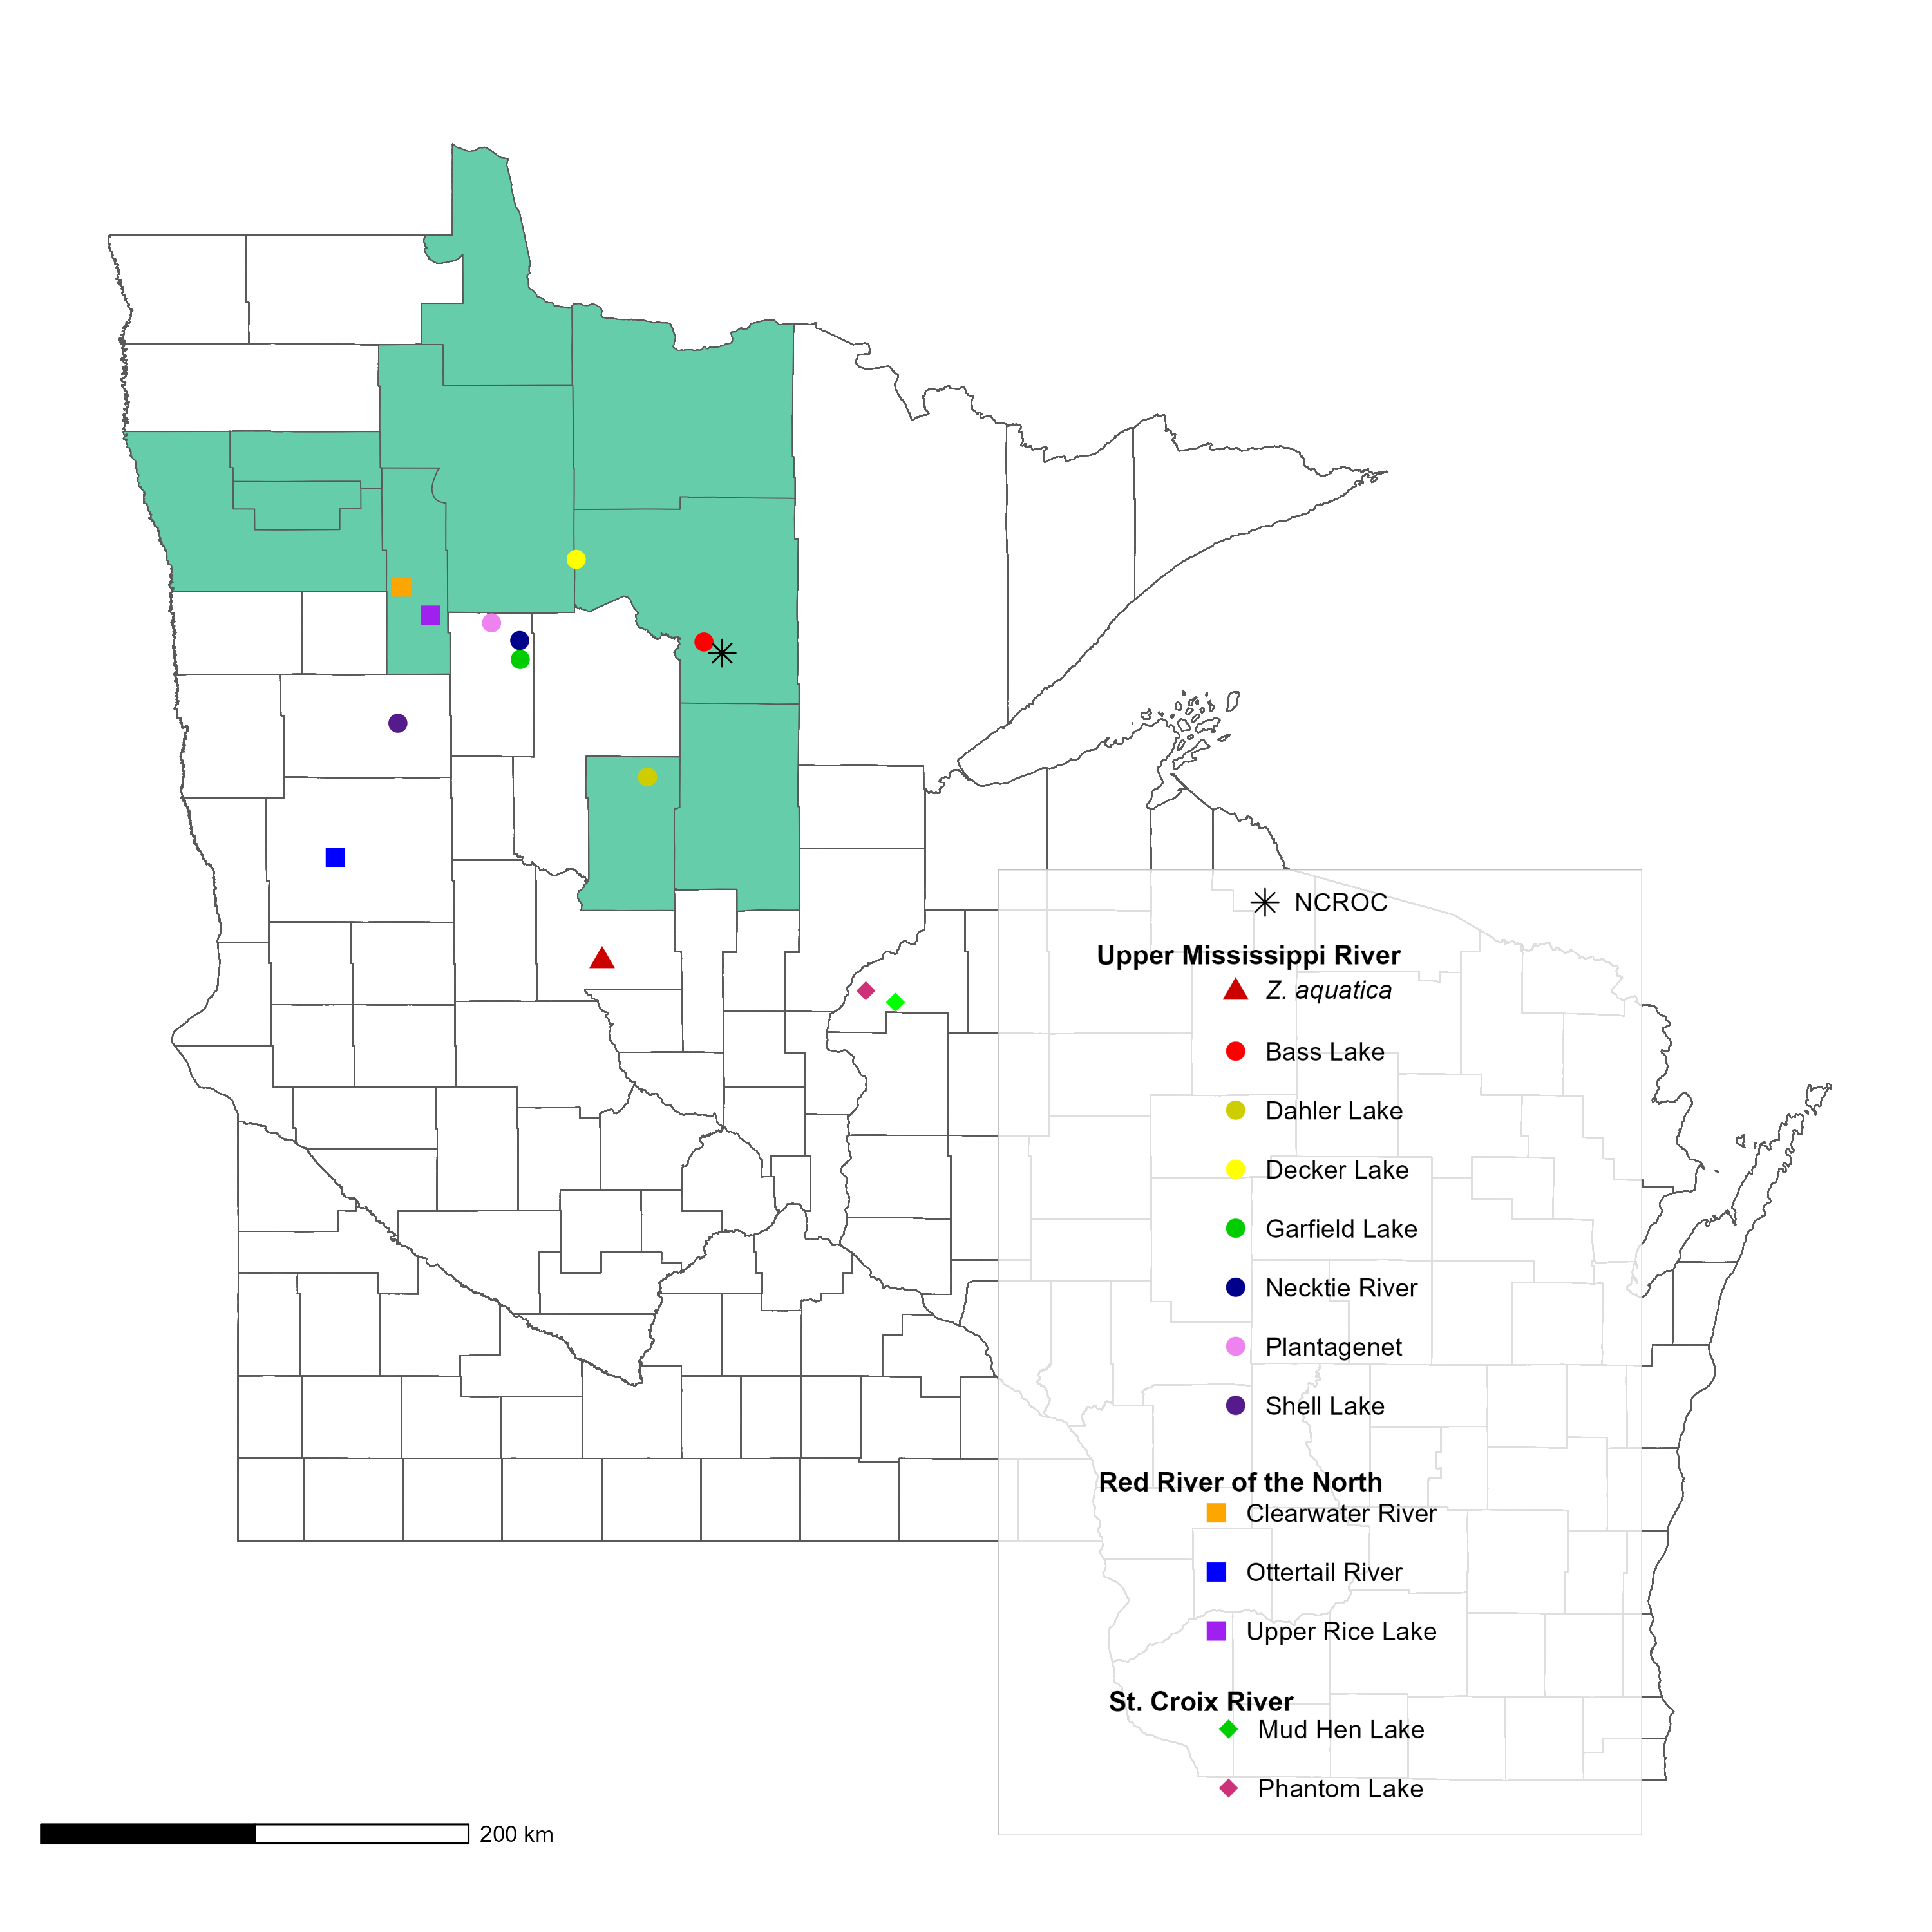 NCROC
Upper Mississippi River
Z. aquatica
Bass Lake
Dahler Lake
Decker Lake
Garfield Lake
Necktie River
Plantagenet
Shell Lake
Red River of the North
Clearwater River
Ottertail River
Upper Rice Lake
St. Croix River
Mud Hen Lake
Phantom Lake
200 km